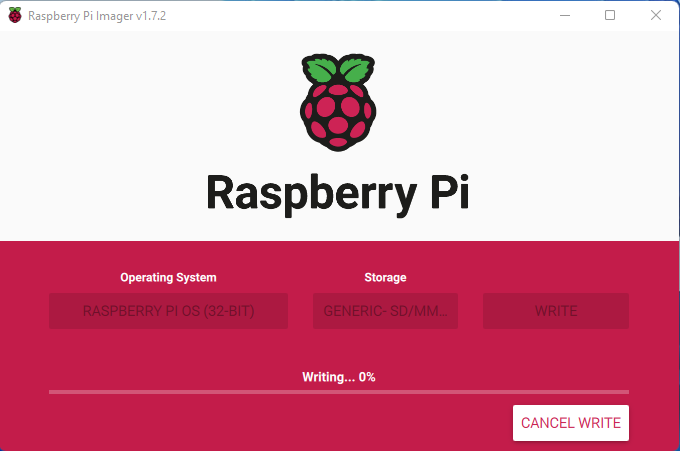 Raspberry Pi Imager v1.7.2
Raspberry Pi
Operating System
Storage
RASPBERRY PI OS (32-BIT)
GENERIC- SD/MM...
WRITE
Writing... 0%
CANCEL WRITE